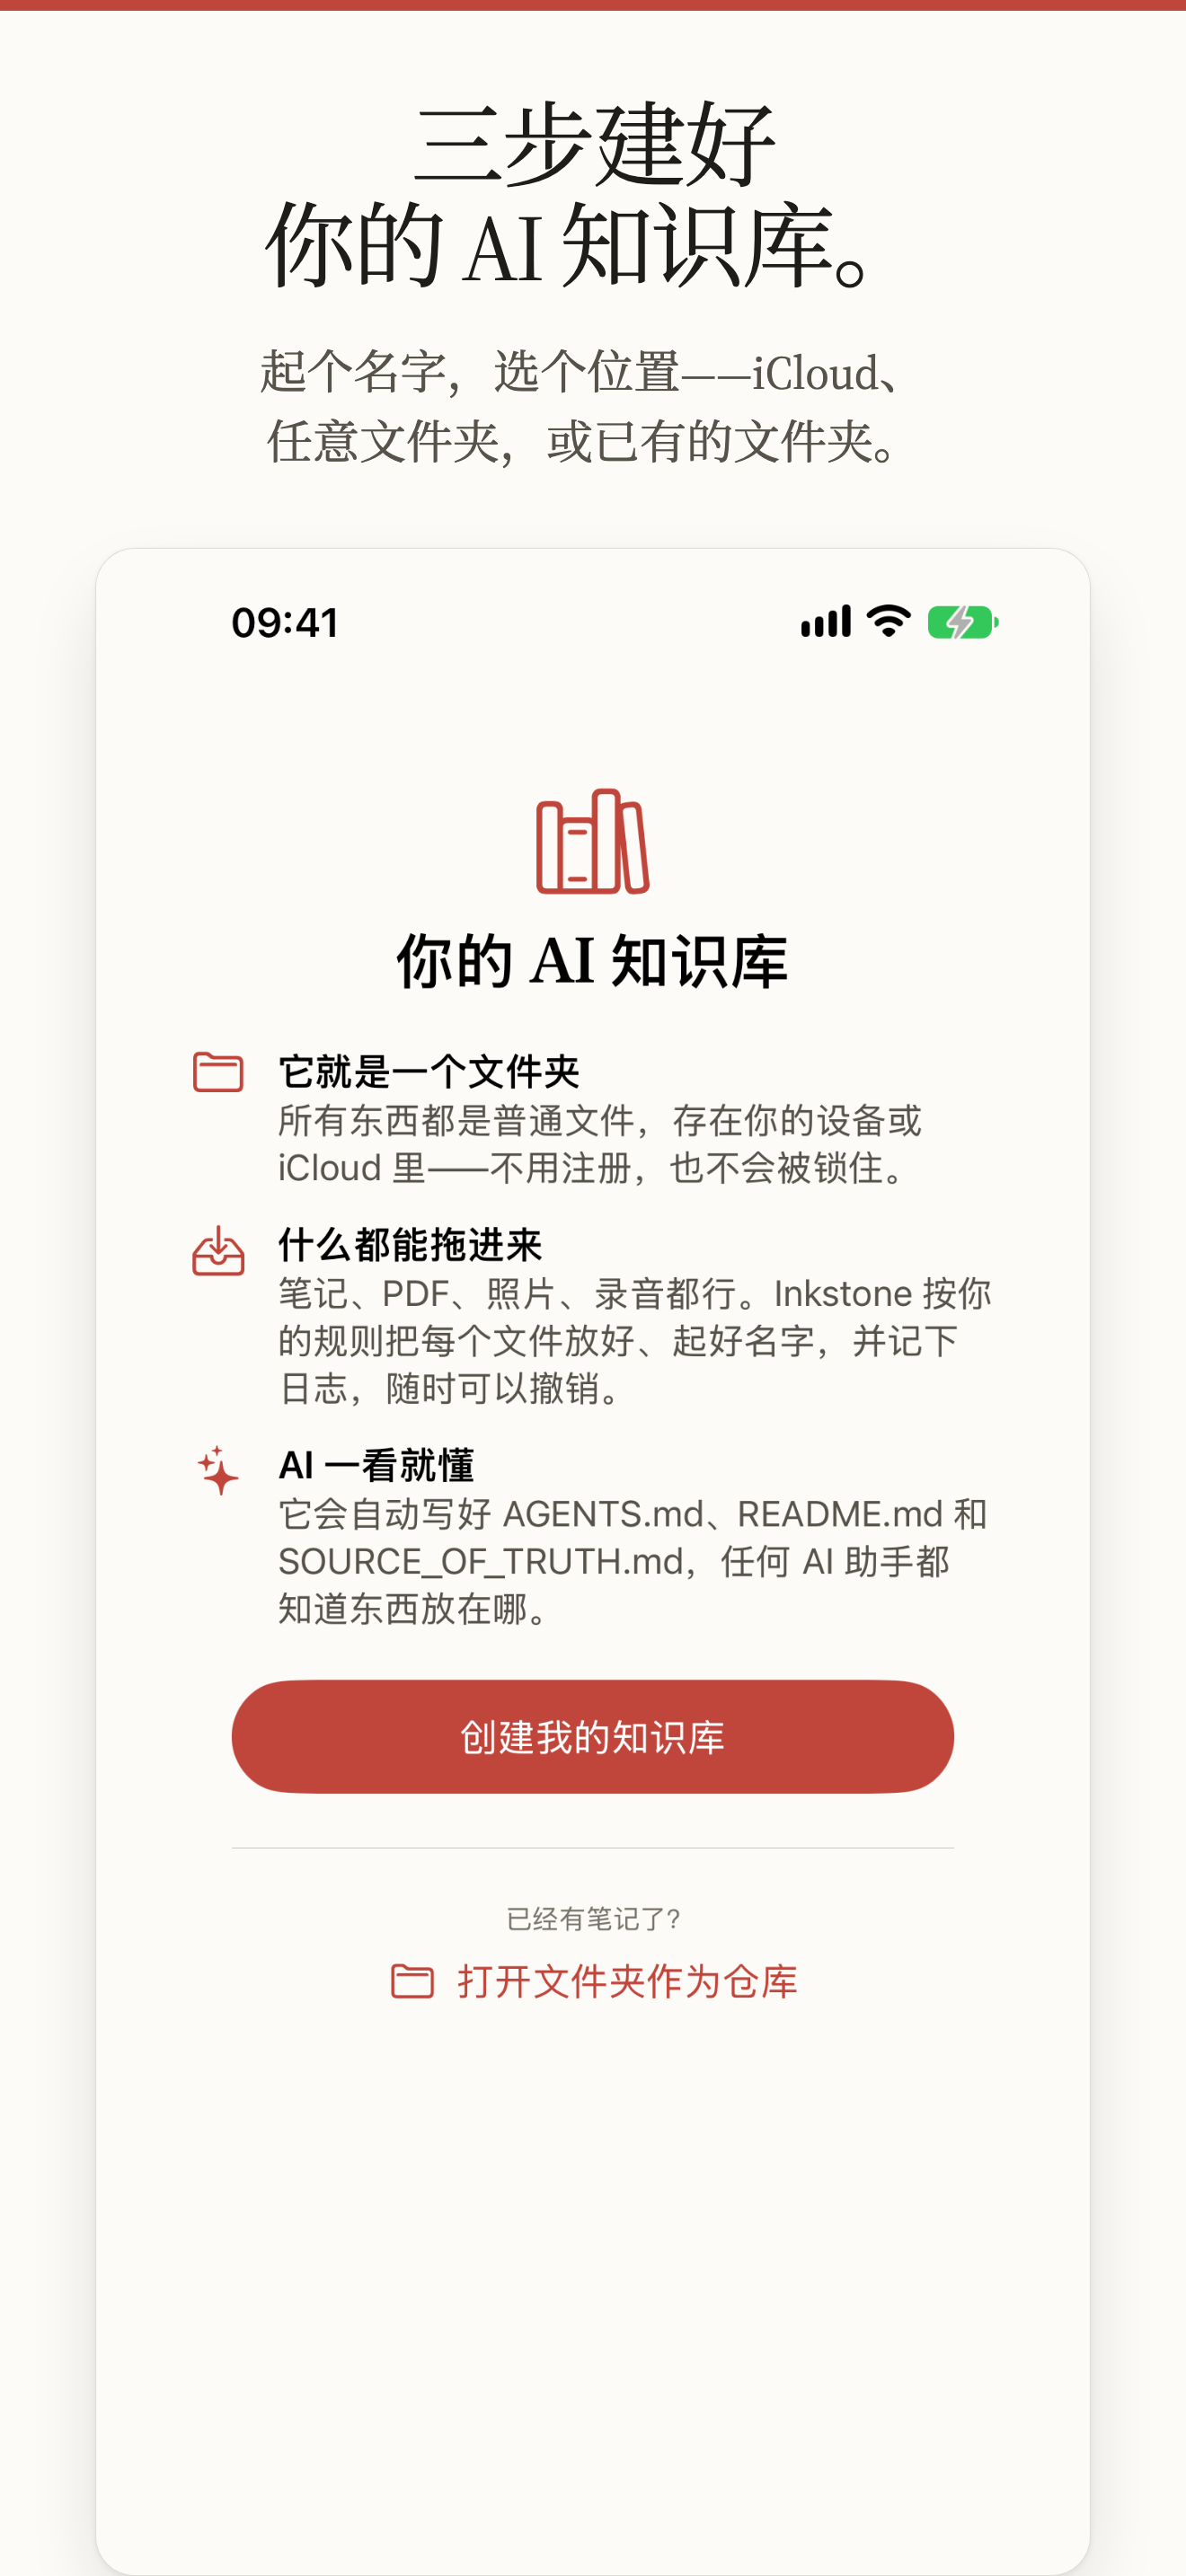 三步建好
你的 AI 知识库。
起个名字，选个位置——iCloud、
任意文件夹，或已有的文件夹。
09:41
你的 AI 知识库
它就是一个文件夹
所有东西都是普通文件，存在你的设备或
iCloud 里——不用注册，也不会被锁住。
什么都能拖进来
笔记、PDF、照片、录音都行。Inkstone 按你
的规则把每个文件放好、起好名字，并记下
日志，随时可以撤销。
AI 一看就懂
它会自动写好 AGENTS.md、README.md 和
SOURCE_OF_TRUTH.md，任何 AI 助手都
知道东西放在哪。
创建我的知识库
已经有笔记了？
打开文件夹作为仓库